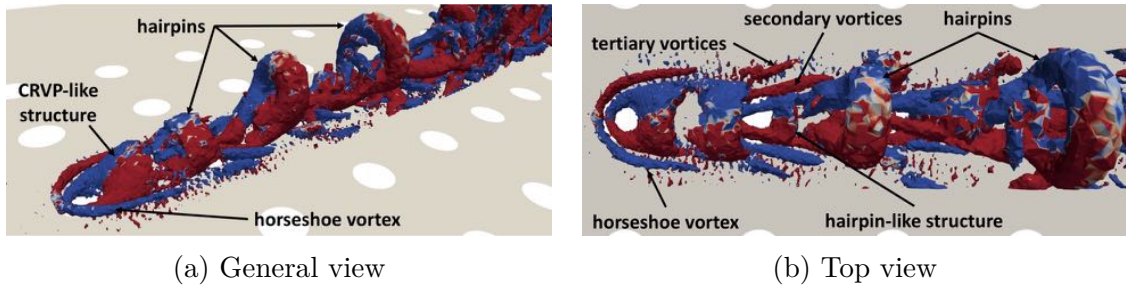 hairpins
CRVP-like
structure
horseshoe vortex
(a) General view
secondary vortices
hairpins
tertiary vortices
horseshoe vortex
hairpin-like structure
(b) Top view